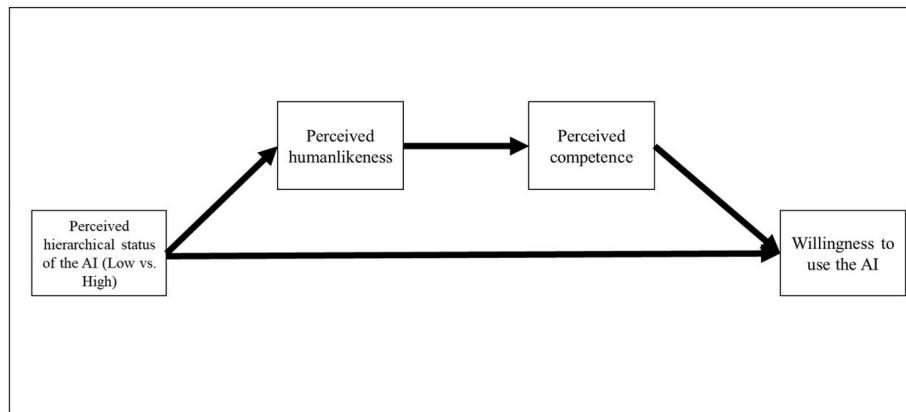 Perceived
humanlikeness
Perceived
competence
Perceived
hierarchical status
of the AI (Low vs.
High)
Willingness to
use the AI